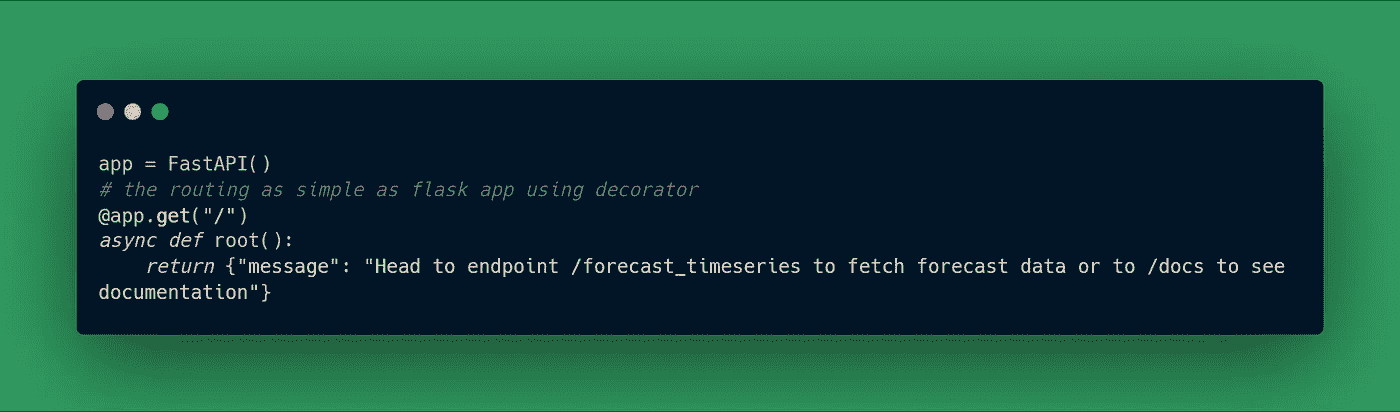 app = FastAPI()
# the routing as simple as flask app using decorator
@app.get("/")
async def root():
    return {"message": "Head to endpoint /forecast_timeseries to fetch forecast data or to /docs to see
documentation"}